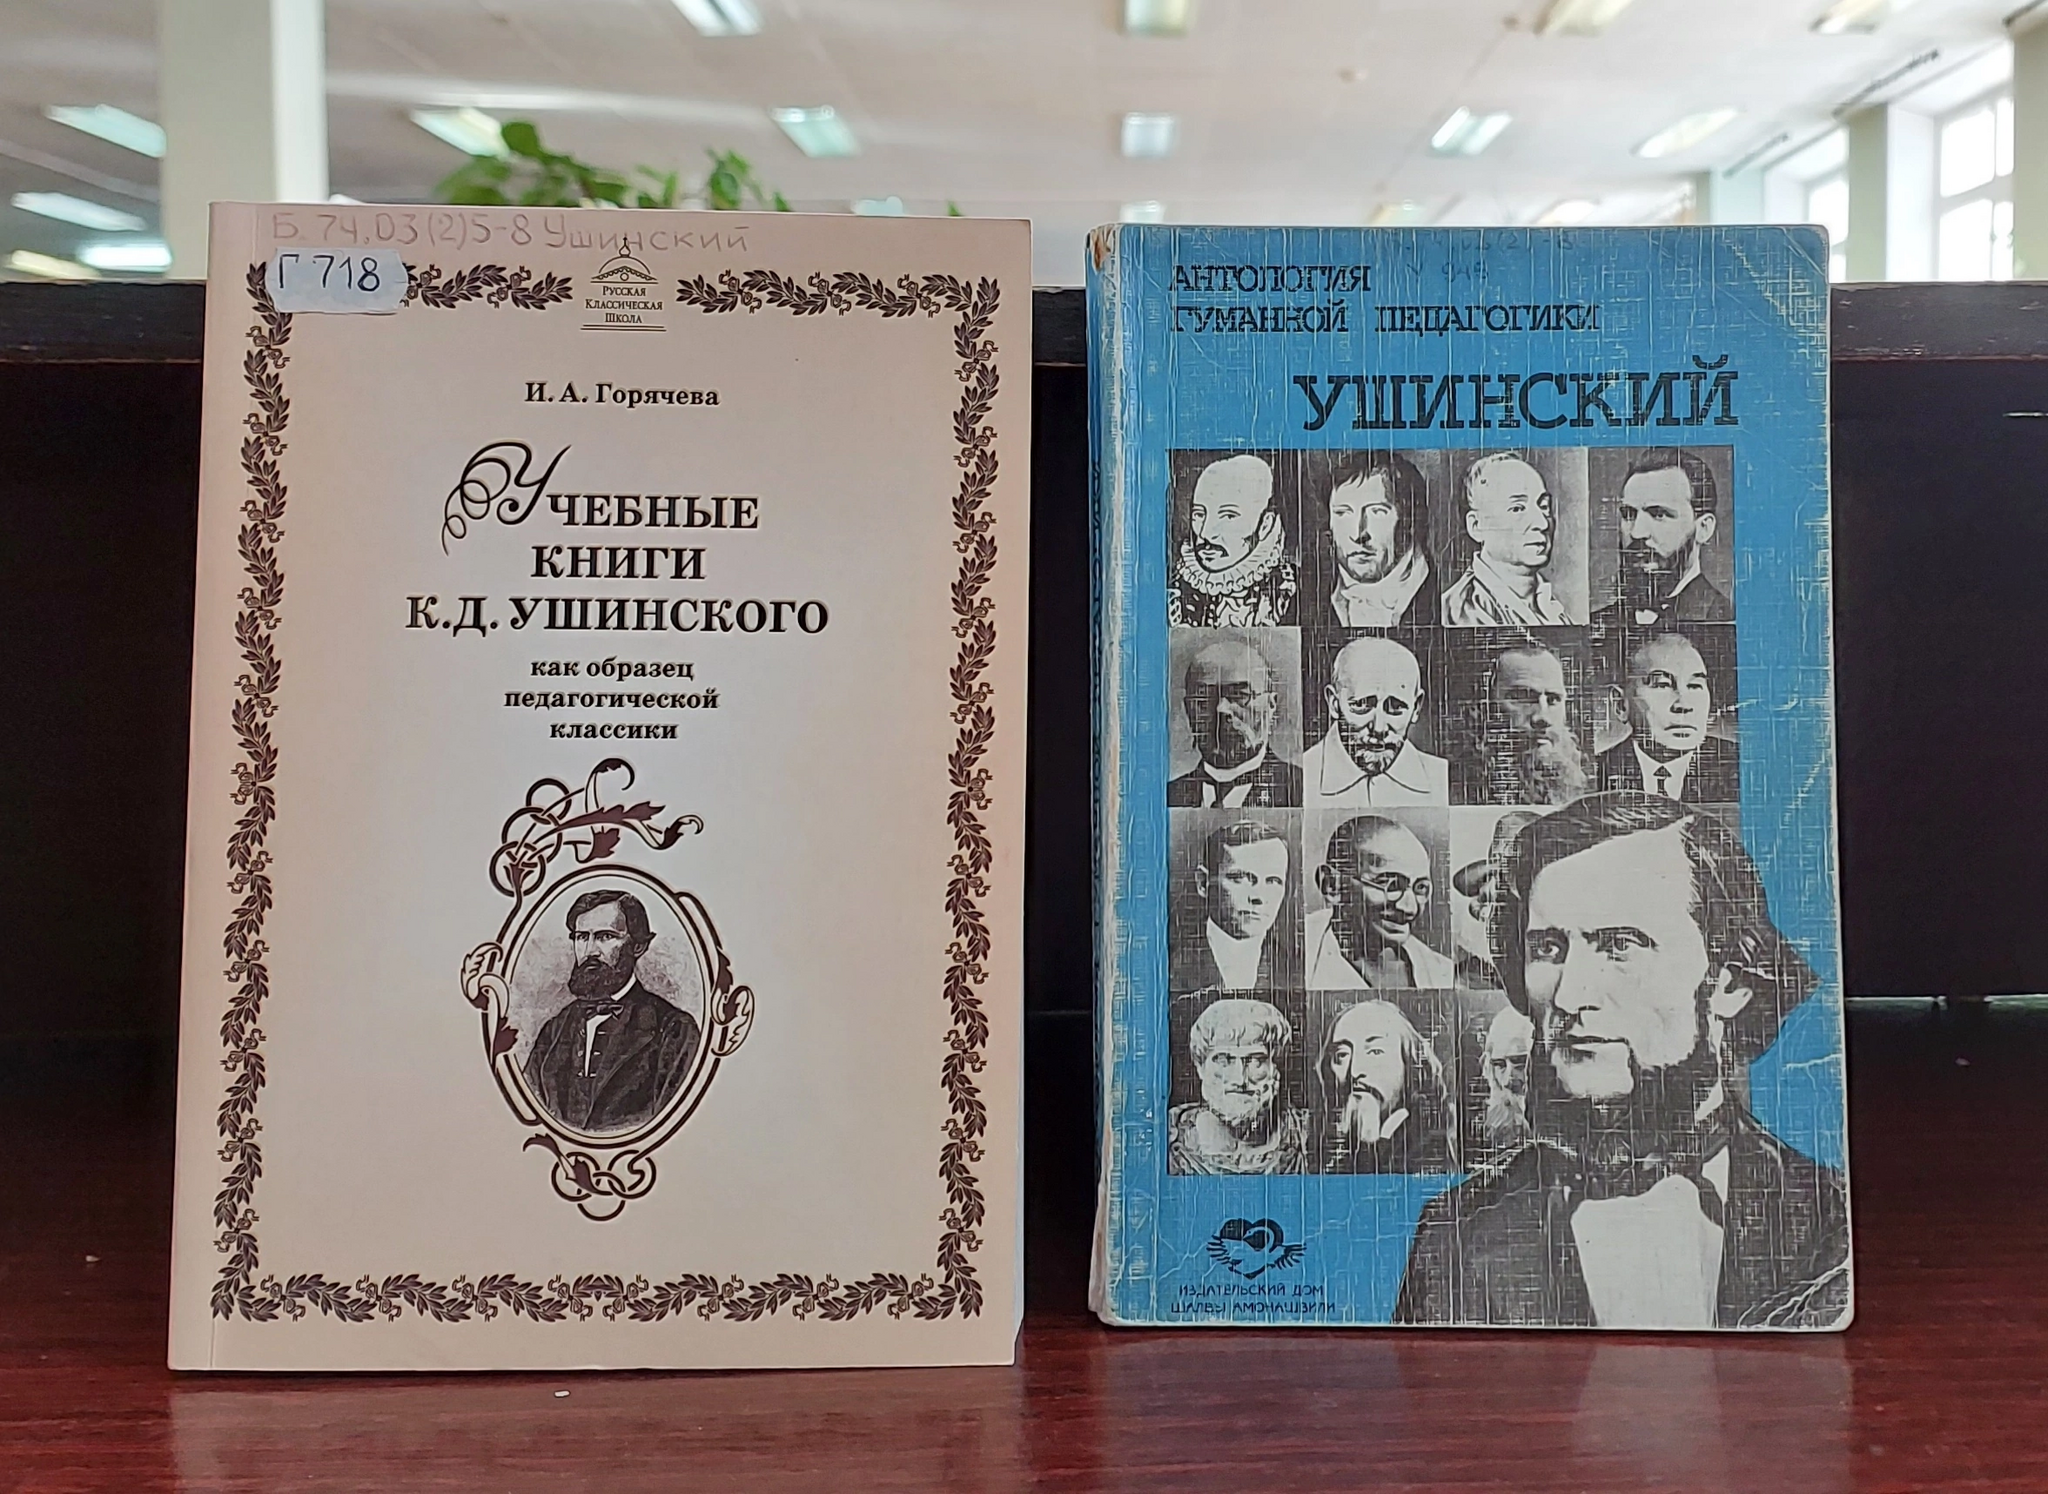 Б. 74.03(2)5-8 Ушинский
Г 718
Русская
Классическая
Школа
И. А. Горячева
Учебные
книги
К.Д. Ушинского
как образец
педагогической
классики
АНТОЛОГИЯ
ГУМАННОЙ ПЕДАГОГИКИ
УШИНСКИЙ
ИЗДАТЕЛЬСКИЙ ДОМ
ШАЛВЫ АМОНАШВИЛИ